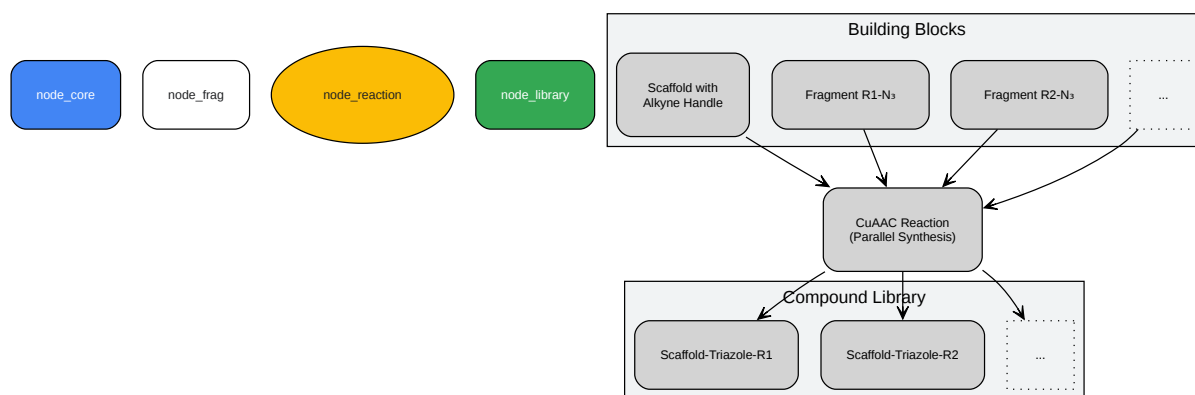 Building Blocks
node_core
node_frag
node_reaction
node_library
Scaffold with
Alkyne Handle
Fragment R1-N₃
Fragment R2-N₃
...
CuAAC Reaction
(Parallel Synthesis)
Compound Library
Scaffold-Triazole-R1
Scaffold-Triazole-R2
...